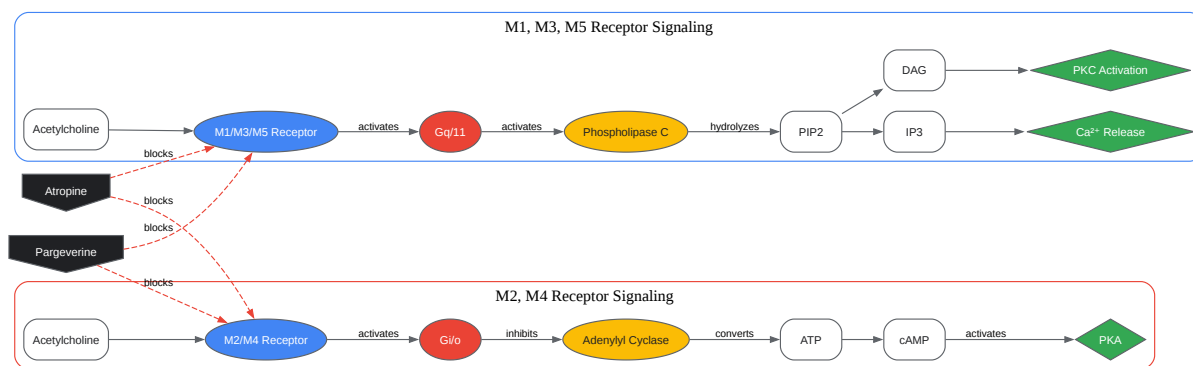 M1, M3, M5 Receptor Signaling
DAG
PKC Activation
Acetylcholine
M1/M3/M5 Receptor
activates
Gq/11
activates
Phospholipase C
hydrolyzes
PIP2
IP3
Ca²⁺ Release
blocks
Atropine
blocks
blocks
Pargeverine
blocks
M2, M4 Receptor Signaling
Acetylcholine
M2/M4 Receptor
activates
Gi/o
inhibits
Adenylyl Cyclase
converts
ATP
cAMP
activates
PKA